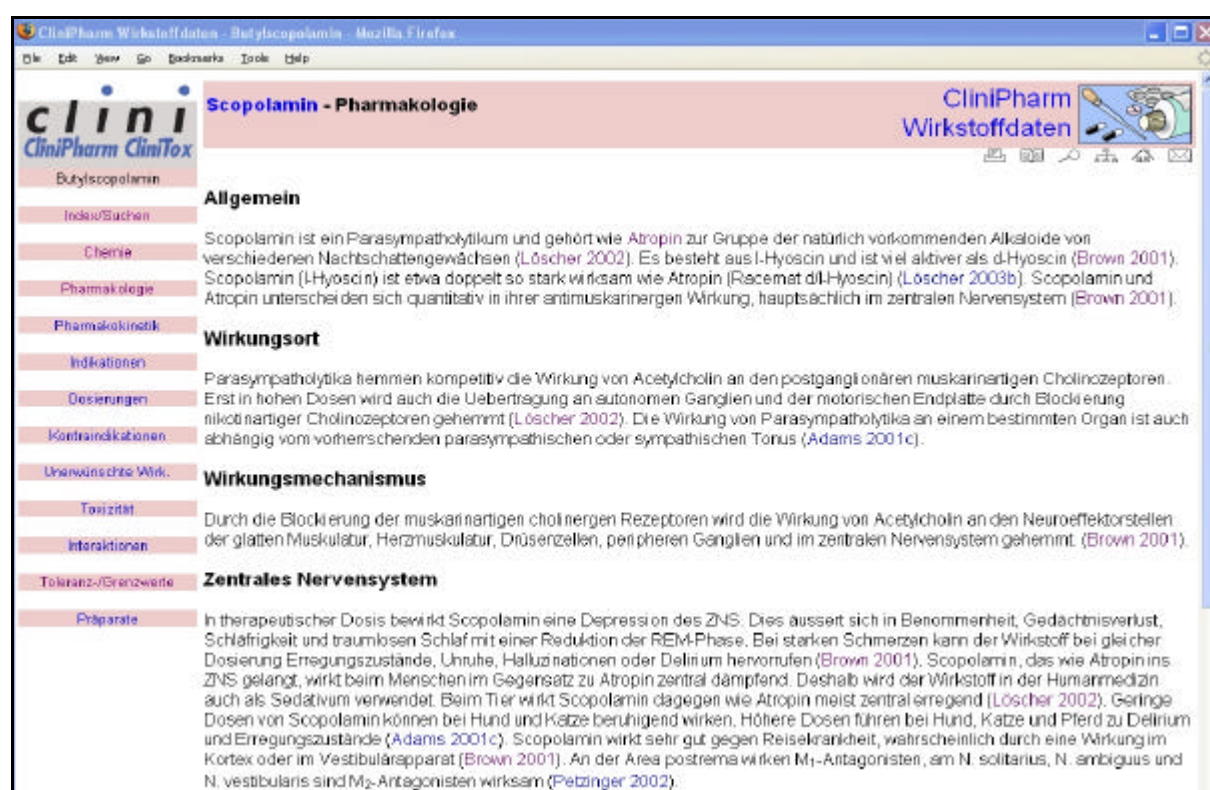 CliniPharm Wirkstoffdaten - Butylscopolamin - Mozilla Firefox
File Edit View Go Bookmarks Tools Help
clini
CliniPharm CliniTox
Scopolamin - Pharmakologie
CliniPharm
Wirkstoffdaten
Butylscopolamin
Index/Suchen
Chemie
Pharmakologie
Pharmakokinetik
Indikationen
Dosierungen
Kontraindikationen
Unerwünschte Wirk.
Toxizität
Interaktionen
Toleranz-/Grenzwerte
Präparate
Allgemein
Scopolamin ist ein Parasympatholytikum und gehört wie Atropin zur Gruppe der natürlich vorkommenden Alkaloide von
verschiedenen Nachtschattengewächsen (Löscher 2002). Es besteht aus l-Hyoscin und ist viel aktiver als d-Hyoscin (Brown 2001).
Scopolamin (l-Hyoscin) ist etwa doppelt so stark wirksam wie Atropin (Racemat d/l-Hyoscin) (Löscher 2003b). Scopolamin und
Atropin unterscheiden sich quantitativ in ihrer antimuskarinergen Wirkung, hauptsächlich im zentralen Nervensystem (Brown 2001).
Wirkungsort
Parasympatholytika hemmen kompetitiv die Wirkung von Acetylcholin an den postganglionären muskarinartigen Cholinozeptoren.
Erst in hohen Dosen wird auch die Uebertragung an autonomen Ganglien und der motorischen Endplatte durch Blockierung
nikotinartiger Cholinozeptoren gehemmt (Löscher 2002). Die Wirkung von Parasympatholytika an einem bestimmten Organ ist auch
abhängig vom vorherrschenden parasympathischen oder sympathischen Tonus (Adams 2001c).
Wirkungsmechanismus
Durch die Blockierung der muskarinartigen cholinergen Rezeptoren wird die Wirkung von Acetylcholin an den Neuroeffektorstellen
der glatten Muskulatur, Herzmuskulatur, Drüsenzellen, peripheren Ganglien und im zentralen Nervensystem gehemmt. (Brown 2001).
Zentrales Nervensystem
In therapeutischer Dosis bewirkt Scopolamin eine Depression des ZNS. Dies äussert sich in Benommenheit, Gedächtnisverlust,
Schläfrigkeit und traumlosen Schlaf mit einer Reduktion der REM-Phase. Bei starken Schmerzen kann der Wirkstoff bei gleicher
Dosierung Erregungszustände, Unruhe, Halluzinationen oder Delirium hervorrufen (Brown 2001). Scopolamin, das wie Atropin ins
ZNS gelangt, wirkt beim Menschen im Gegensatz zu Atropin zentral dämpfend. Deshalb wird der Wirkstoff in der Humanmedizin
auch als Sedativum verwendet. Beim Tier wirkt Scopolamin dagegen wie Atropin meist zentral erregend (Löscher 2002). Geringe
Dosen von Scopolamin können bei Hund und Katze beruhigend wirken, Höhere Dosen führen bei Hund, Katze und Pferd zu Delirium
und Erregungszustände (Adams 2001c). Scopolamin wirkt sehr gut gegen Reisekrankheit, wahrscheinlich durch eine Wirkung im
Kortex oder im Vestibulärapparat (Brown 2001). An der Area postrema wirken M₁-Antagonisten, am N. solitarius, N. ambiguus und
N. vestibularis sind M₂-Antagonisten wirksam (Petzinger 2002).